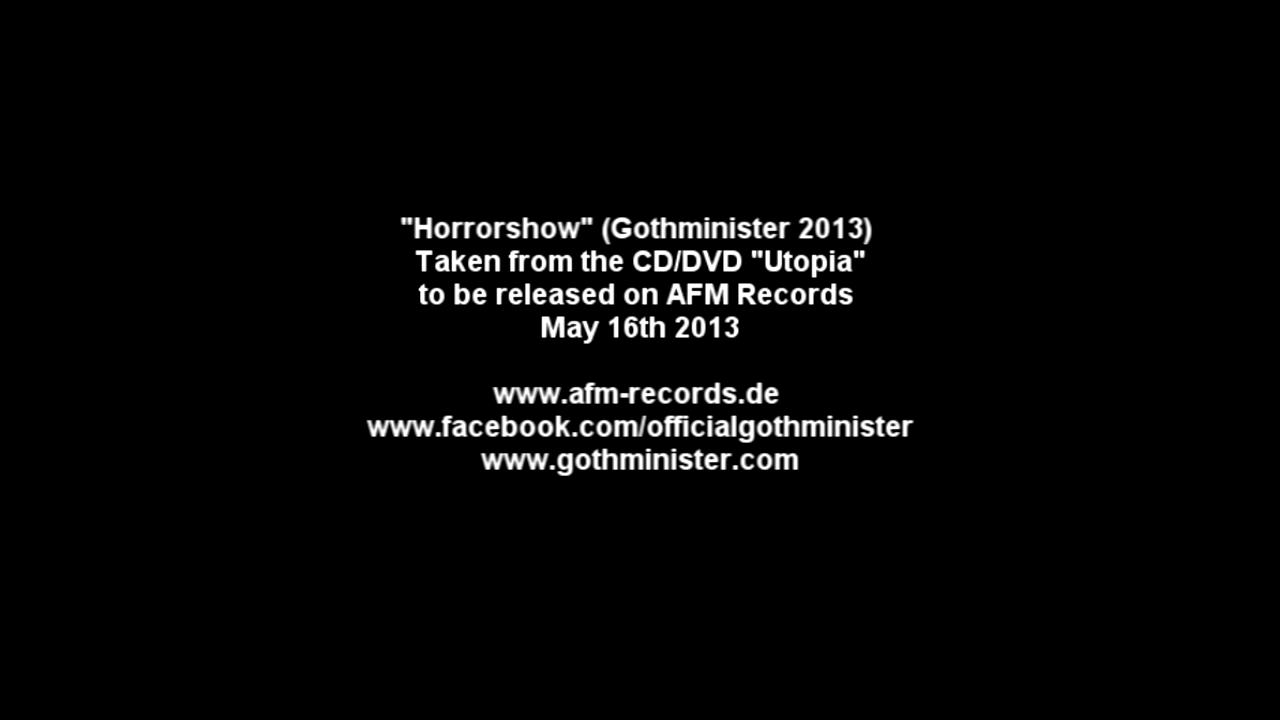 "Horrorshow" (Gothminister 2013)
Taken from the CD/DVD "Utopia"
to be released on AFM Records
May 16th 2013
www.afm-records.de
www.facebook.com/officialgothminister
www.gothminister.com